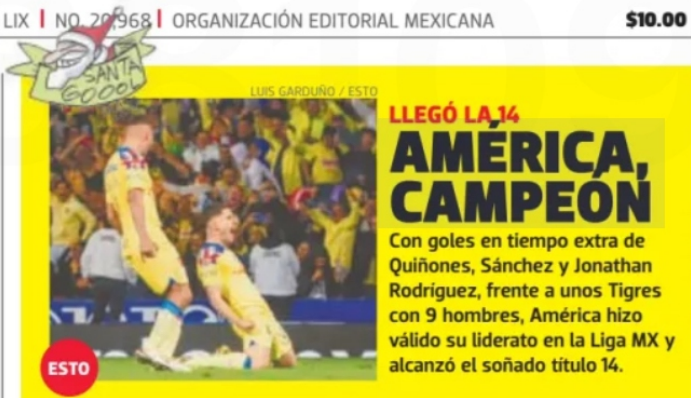 LIX | NO. 20,968 | ORGANIZACIÓN EDITORIAL MEXICANA
$10.00
SANTA
GOOOL
LUIS GARDUÑO / ESTO
LLEGÓ LA 14
AMÉRICA,
CAMPEÓN
Con goles en tiempo extra de
Quiñones, Sánchez y Jonathan
Rodríguez, frente a unos Tigres
con 9 hombres, América hizo
válido su liderato en la Liga MX y
alcanzó el soñado título 14.
ESTO